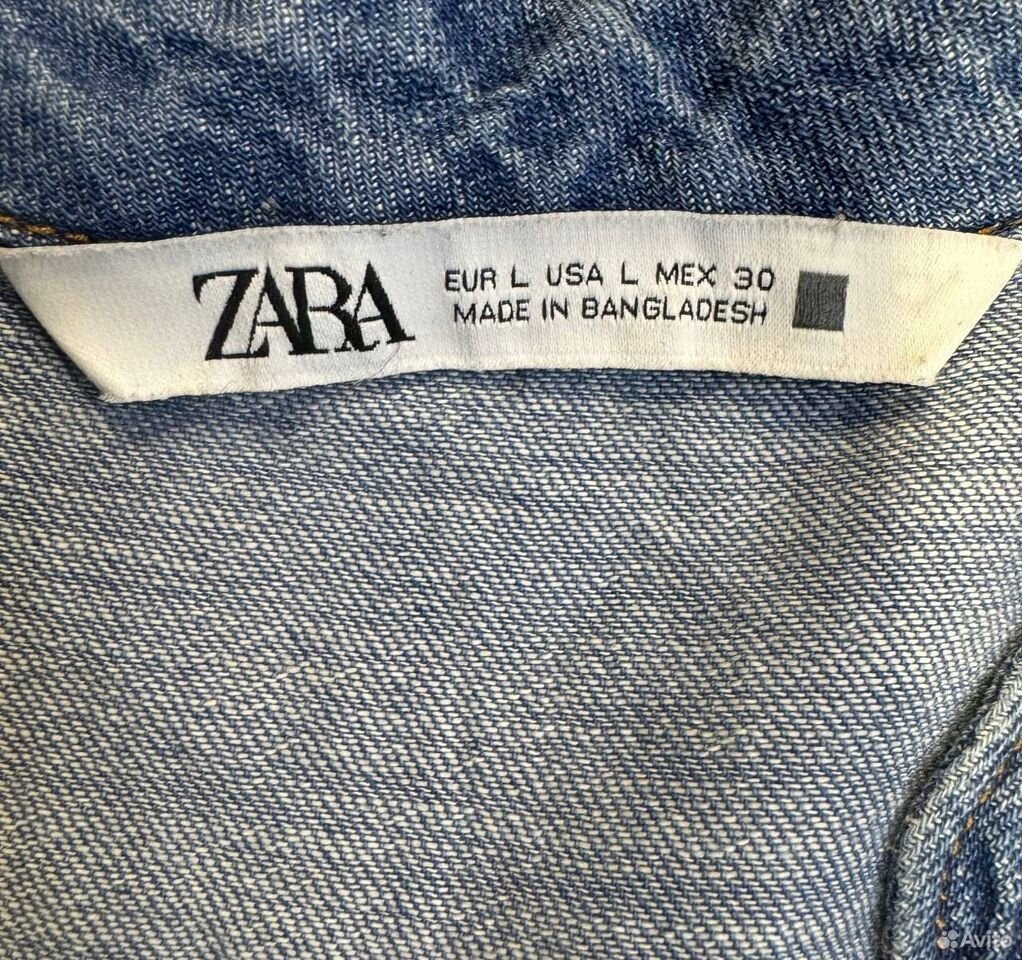 ZARA
EUR L USA L MEX 30
MADE IN BANGLADESH
Avito